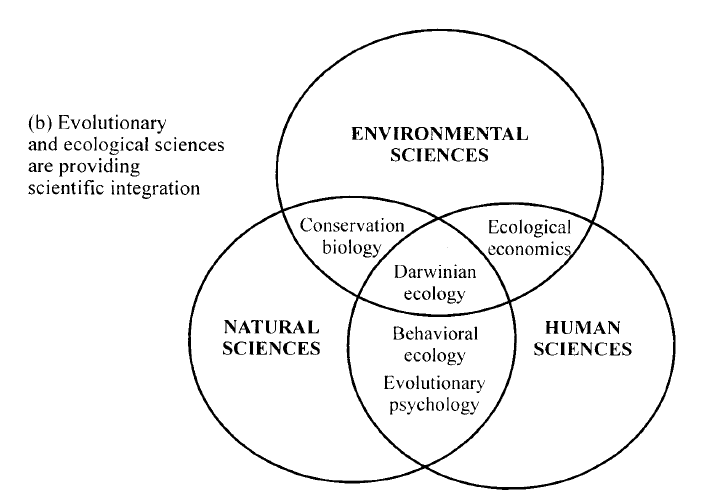 (b) Evolutionary
and ecological sciences
are providing
scientific integration
ENVIRONMENTAL
SCIENCES
Conservation
biology
Ecological
economics
Darwinian
ecology
NATURAL
SCIENCES
Behavioral
ecology
Evolutionary
psychology
HUMAN
SCIENCES